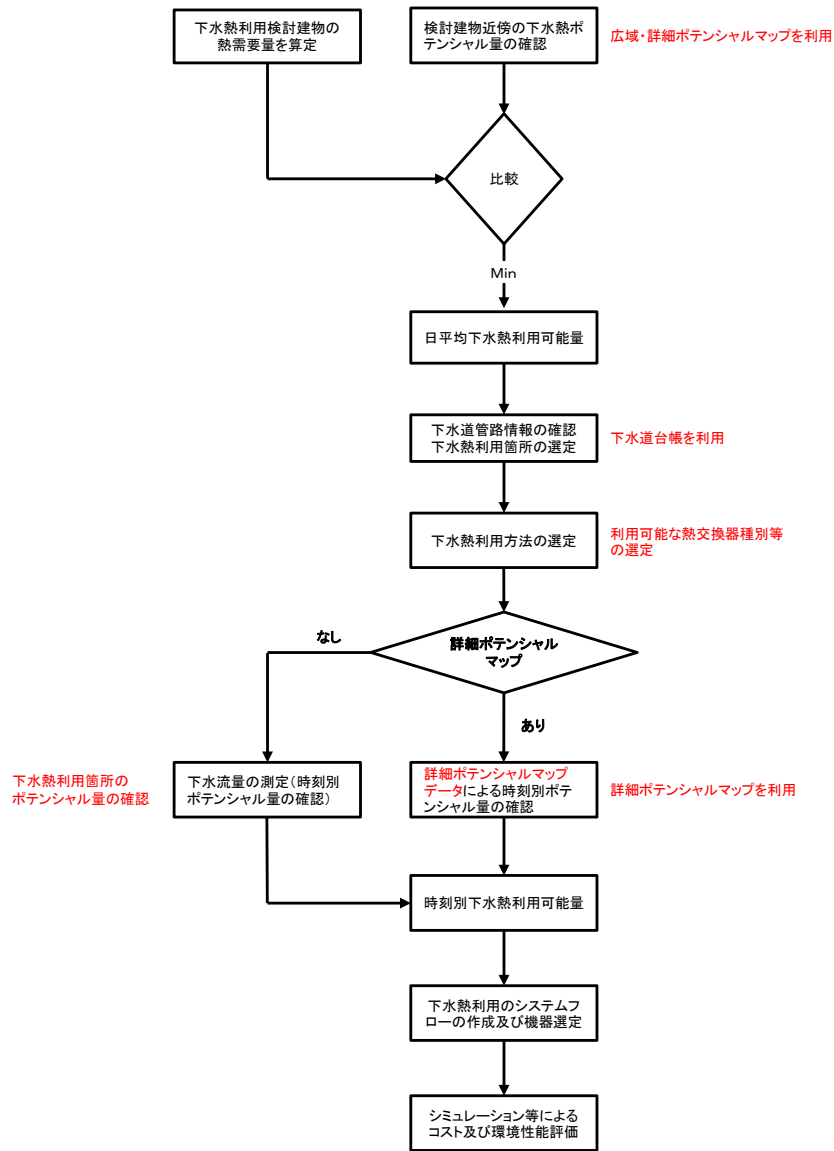 下水熱利用検討建物の
熱需要量を算定
検討建物近傍の下水熱ポ
テンシャル量の確認
広域・詳細ポテンシャルマップを利用
比較
Min
日平均下水熱利用可能量
下水道管路情報の確認
下水熱利用箇所の選定
下水道台帳を利用
下水熱利用方法の選定
利用可能な熱交換器種別等
の選定
詳細ポテンシャル
マップ
なし
あり
下水熱利用箇所の
ポテンシャル量の確認
下水流量の測定(時刻別
ポテンシャル量の確認)
詳細ポテンシャルマップ
データによる時刻別ポテ
ンシャル量の確認
詳細ポテンシャルマップを利用
時刻別下水熱利用可能量
下水熱利用のシステムフ
ローの作成及び機器選定
シミュレーション等による
コスト及び環境性能評価